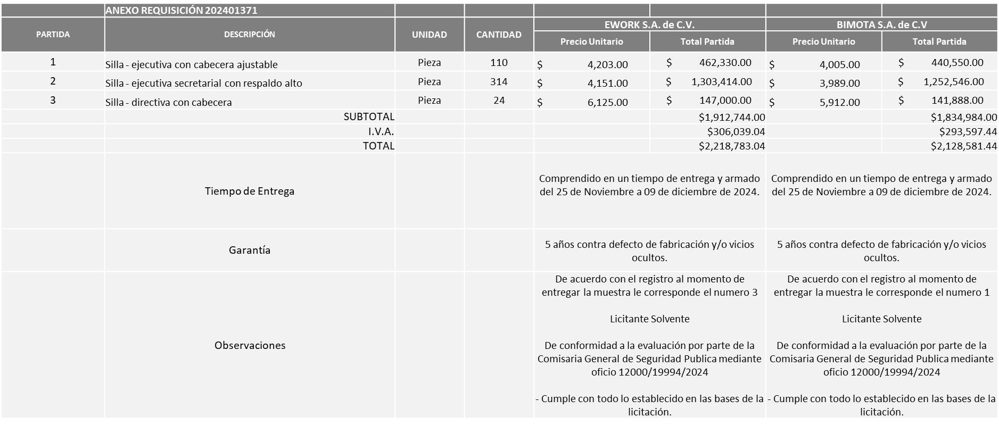 ANEXO REQUISICIÓN 202401371
PARTIDA DESCRIPCIÓN UNIDAD CANTIDAD EWORK S.A. de C.V. BIMOTA S.A. de C.V
Precio Unitario Total Partida Precio Unitario Total Partida
1 Silla - ejecutiva con cabecera ajustable Pieza 110 $ 4,203.00 $ 462,330.00 $ 4,005.00 $ 440,550.00
2 Silla - ejecutiva secretarial con respaldo alto Pieza 314 $ 4,151.00 $ 1,303,414.00 $ 3,989.00 $ 1,252,546.00
3 Silla - directiva con cabecera Pieza 24 $ 6,125.00 $ 147,000.00 $ 5,912.00 $ 141,888.00
SUBTOTAL $1,912,744.00 $1,834,984.00
I.V.A. $306,039.04 $293,597.44
TOTAL $2,218,783.04 $2,128,581.44
Tiempo de Entrega
Comprendido en un tiempo de entrega y armado
del 25 de Noviembre a 09 de diciembre de 2024.
Comprendido en un tiempo de entrega y armado
del 25 de Noviembre a 09 de diciembre de 2024.
Garantía
5 años contra defecto de fabricación y/o vicios
ocultos.
5 años contra defecto de fabricación y/o vicios
ocultos.
Observaciones
De acuerdo con el registro al momento de
entregar la muestra le corresponde el numero 3
Licitante Solvente
De conformidad a la evaluación por parte de la
Comisaria General de Seguridad Publica mediante
oficio 12000/19994/2024
- Cumple con todo lo establecido en las bases de la
licitación.
De acuerdo con el registro al momento de
entregar la muestra le corresponde el numero 1
Licitante Solvente
De conformidad a la evaluación por parte de la
Comisaria General de Seguridad Publica mediante
oficio 12000/19994/2024
- Cumple con todo lo establecido en las bases de la
licitación.